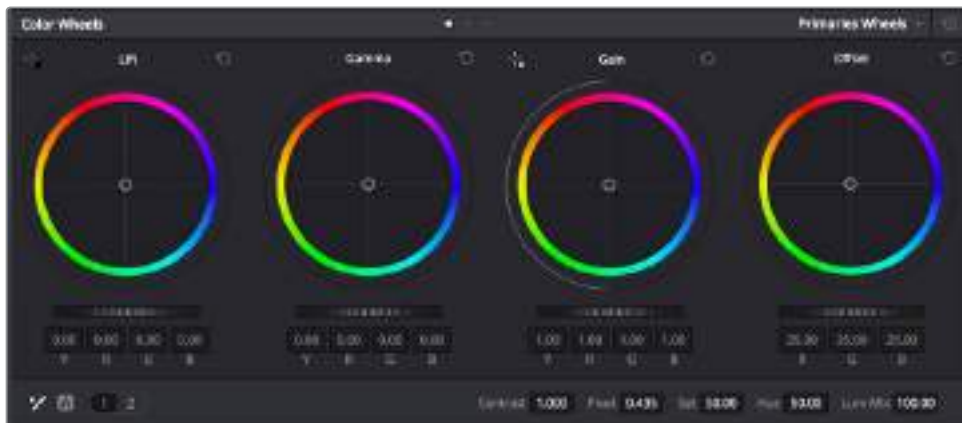 Color Wheels
Primaries Wheels
Lift
Gamma
Gain
Offset
0.00 0.00 0.00 0.00
Y R G B
0.00 0.00 0.00 0.00
Y R G B
1.00 1.00 1.00
Y R G B
25.00 25.00 25.00
R G B
1 2
Contrast 1.000 Pivot 0.435 Sat 50.00 Hue 50.00 Lum Mix 100.00